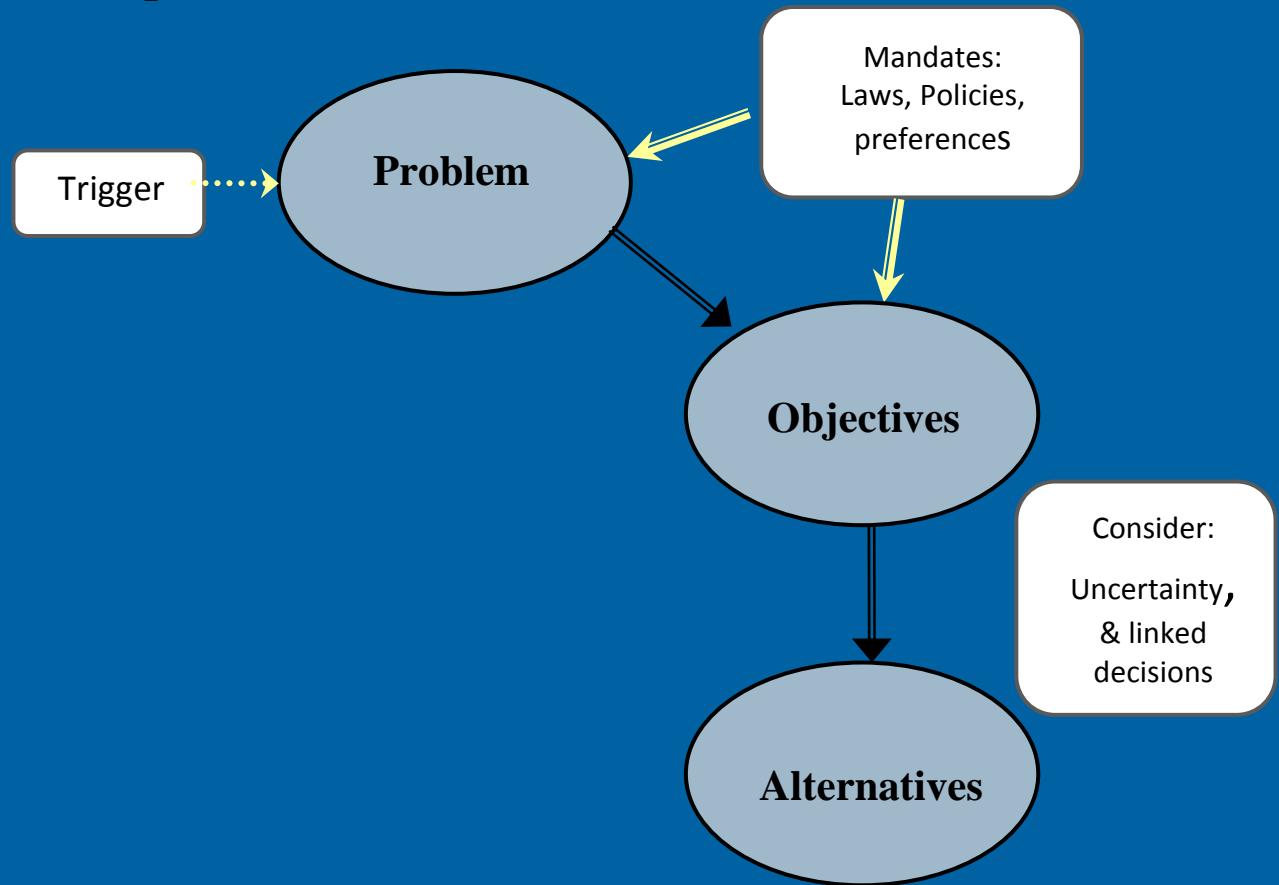 Mandates:
Laws, Policies,
preferences
Problem
Trigger
Objectives
Consider:
Uncertainty,
& linked
decisions
Alternatives